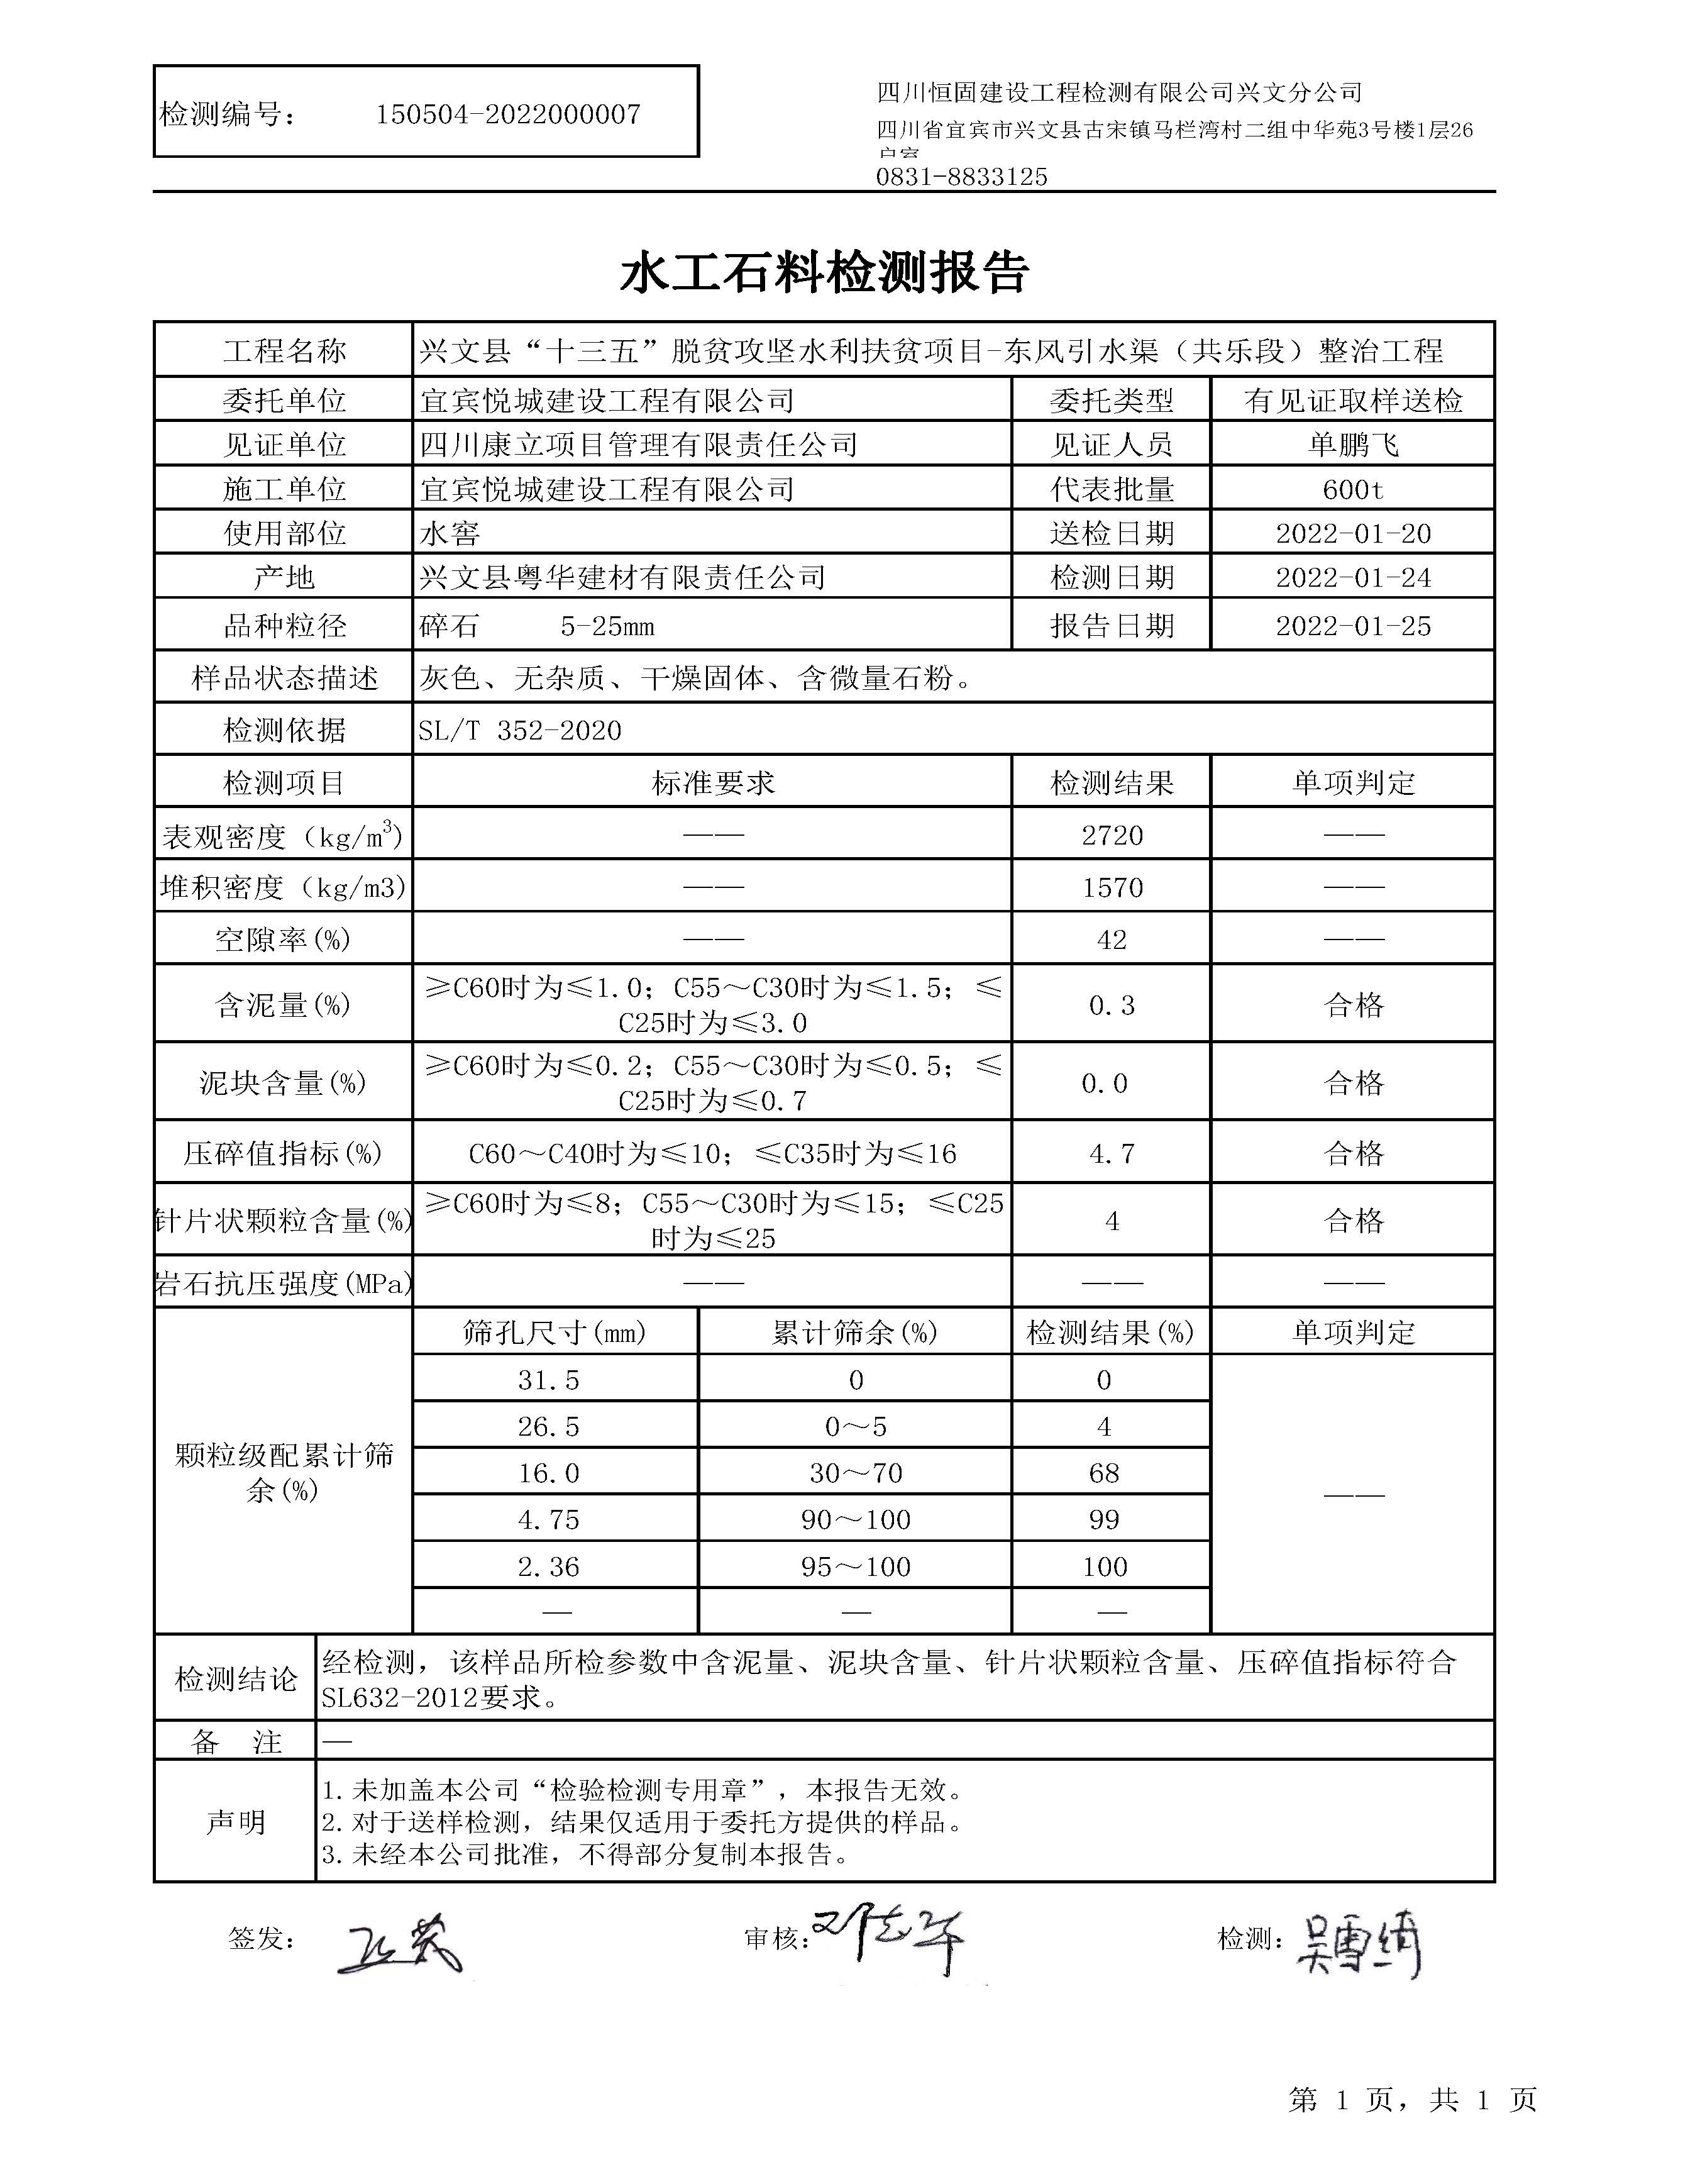 检测编号： 150504-2022000007
四川恒固建设工程检测有限公司兴文分公司
四川省宜宾市兴文县古宋镇马栏湾村二组中华苑3号楼1层26
0831-8833125
水工石料检测报告
工程名称 兴文县“十三五”脱贫攻坚水利扶贫项目-东风引水渠（共乐段）整治工程
委托单位 宜宾悦城建设工程有限公司 委托类型 有见证取样送检
见证单位 四川康立项目管理有限责任公司 见证人员 单鹏飞
施工单位 宜宾悦城建设工程有限公司 代表批量 600t
使用部位 水窖 送检日期 2022-01-20
产地 兴文县粤华建材有限责任公司 检测日期 2022-01-24
品种粒径 碎石 5-25mm 报告日期 2022-01-25
样品状态描述 灰色、无杂质、干燥固体、含微量石粉。
检测依据 SL/T 352-2020
检测项目 标准要求 检测结果 单项判定
表观密度（kg/m³) —— 2720 ——
堆积密度（kg/m3) —— 1570 ——
空隙率(%) —— 42 ——
含泥量(%) ≥C60时为≤1.0；C55～C30时为≤1.5；≤
C25时为≤3.0 0.3 合格
泥块含量(%) ≥C60时为≤0.2；C55～C30时为≤0.5；≤
C25时为≤0.7 0.0 合格
压碎值指标(%) C60～C40时为≤10；≤C35时为≤16 4.7 合格
针片状颗粒含量(%) ≥C60时为≤8；C55～C30时为≤15；≤C25
时为≤25 4 合格
岩石抗压强度(MPa) —— —— ——
颗粒级配累计筛
余(%)
筛孔尺寸(mm) 累计筛余(%) 检测结果(%) 单项判定
31.5 0 0
26.5 0～5 4
16.0 30～70 68
——
4.75 90～100 99
2.36 95～100 100
— — —
检测结论 经检测，该样品所检参数中含泥量、泥块含量、针片状颗粒含量、压碎值指标符合
SL632-2012要求。
备 注 —
声明
1.未加盖本公司“检验检测专用章”，本报告无效。
2.对于送样检测，结果仅适用于委托方提供的样品。
3.未经本公司批准，不得部分复制本报告。
签发： 审核： 检测：吴雪绮
第 1 页，共 1 页